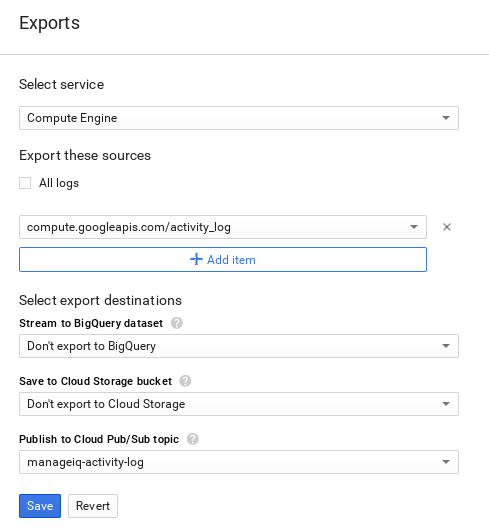 Exports
Select service
Compute Engine
Export these sources
All logs
compute.googleapis.com/activity_log
Add item
Select export destinations
Stream to BigQuery dataset
Don't export to BigQuery
Save to Cloud Storage bucket
Don't export to Cloud Storage
Publish to Cloud Pub/Sub topic
manageiq-activity-log
Save Revert